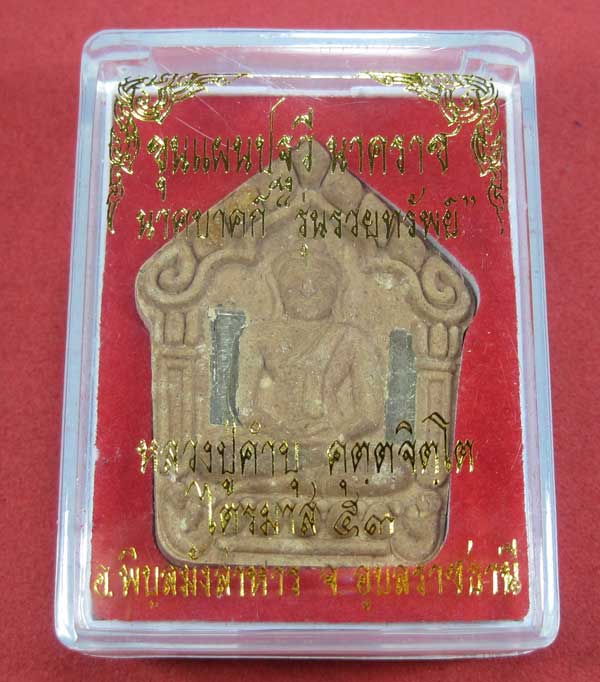 ขุนแผนปฐวี นาคราช
นาคบาศก์ "รุ่นรวยทรัพย์"
หลวงปู่คำบุ คุตฺตจิตฺโต
ไตรมาส ๕๓
อ.พิบูลมังสาหาร จ.อุบลราชธานี